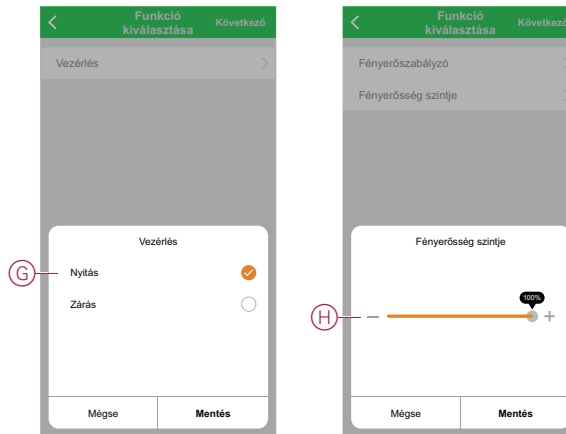 Funkció
kiválasztása
Következő
Vezérlés
G
Vezérlés
Nyitás
Zárás
Mégse
Mentés
Funkció
kiválasztása
Következő
Fényerőszabályzó
Fényerősség szintje
H
Fényerősség szintje
100%
Mégse
Mentés